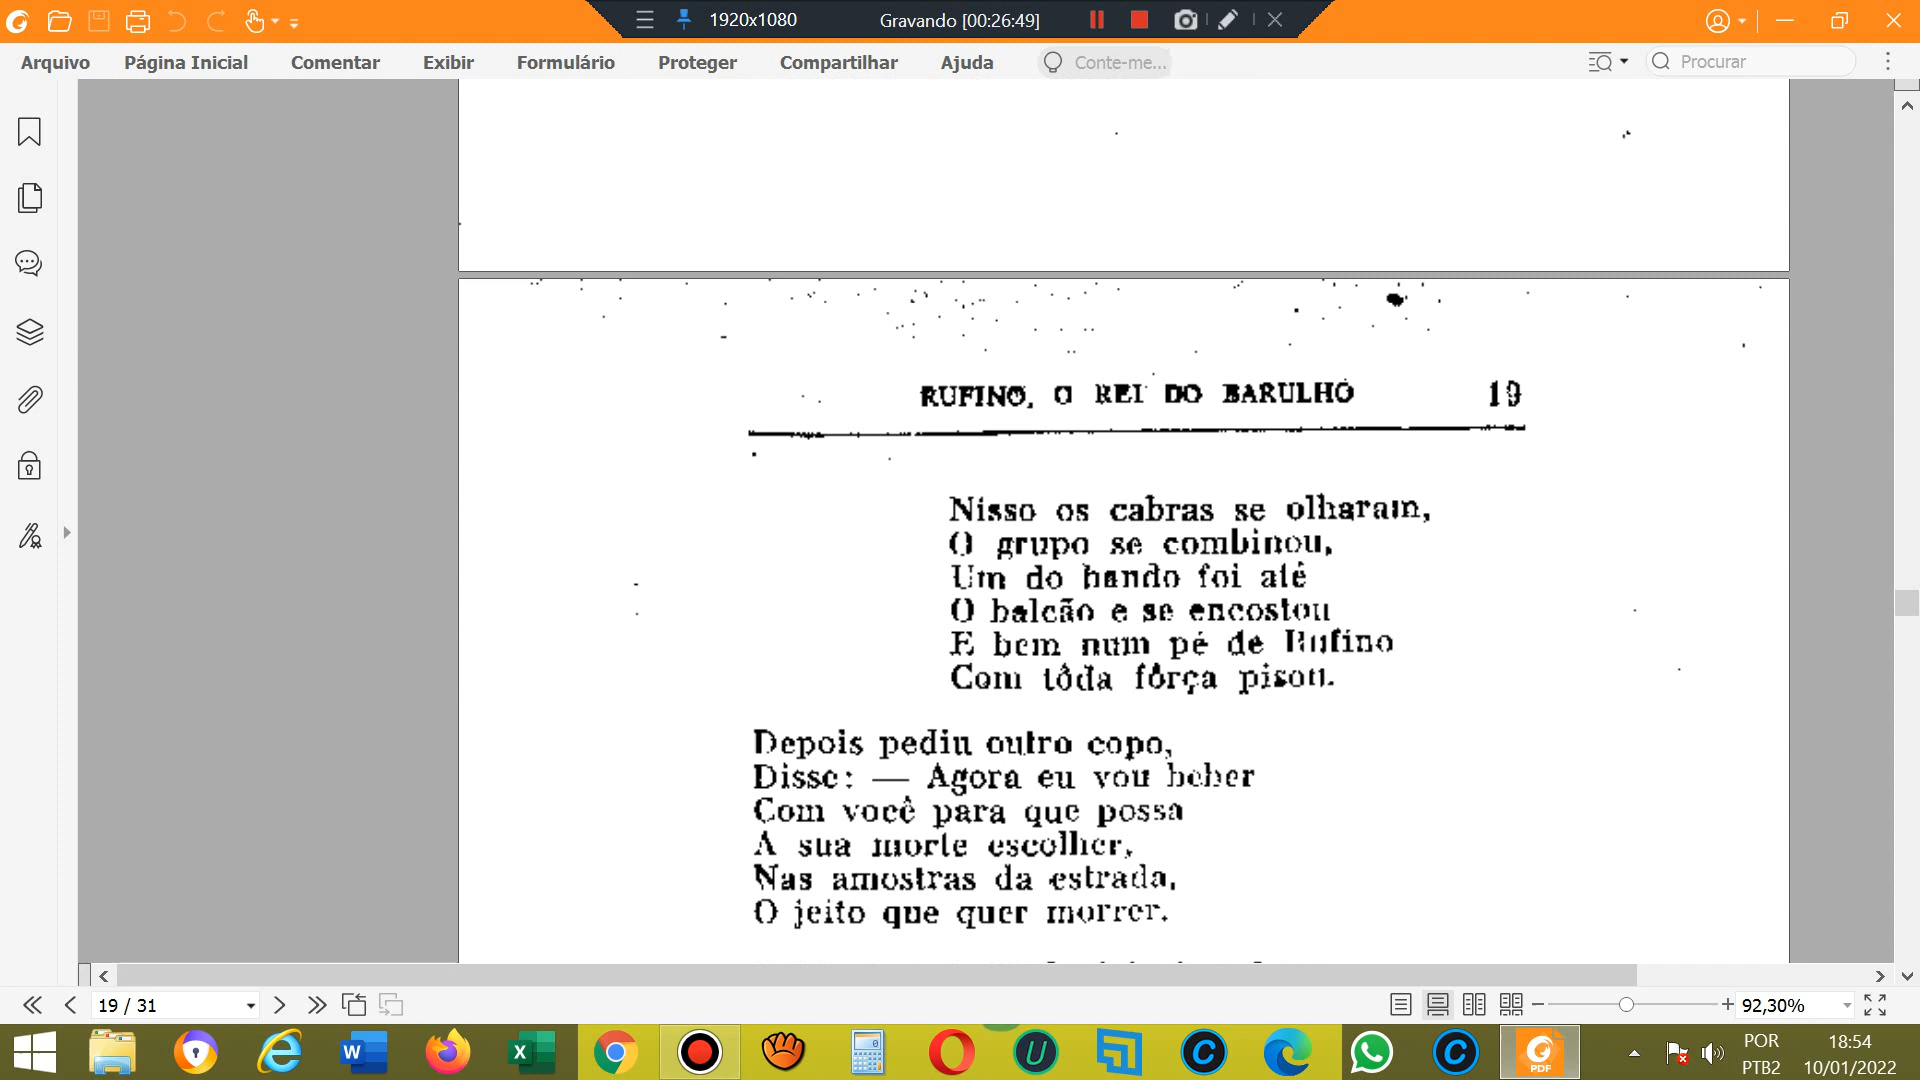 1920x1080
Gravando [00:26:49]
Arquivo Página Inicial Comentar Exibir Formulário Proteger Compartilhar Ajuda Conte-me... Procurar
RUFINO, O REI DO BARULHO 19
Nisso os cabras se olharam,
O grupo se combinou,
Um do bando foi até
O balcão e se encostou
E bem num pé de Rufino
Com tôda fôrça pisou.
Depois pediu outro copo,
Disse: — Agora eu vou beber
Com você para que possa
A sua morte escolher,
Nas amostras da estrada,
O jeito que quer morrer.
19 / 31
92,30%
POR
PTB2
18:54
10/01/2022
PDF